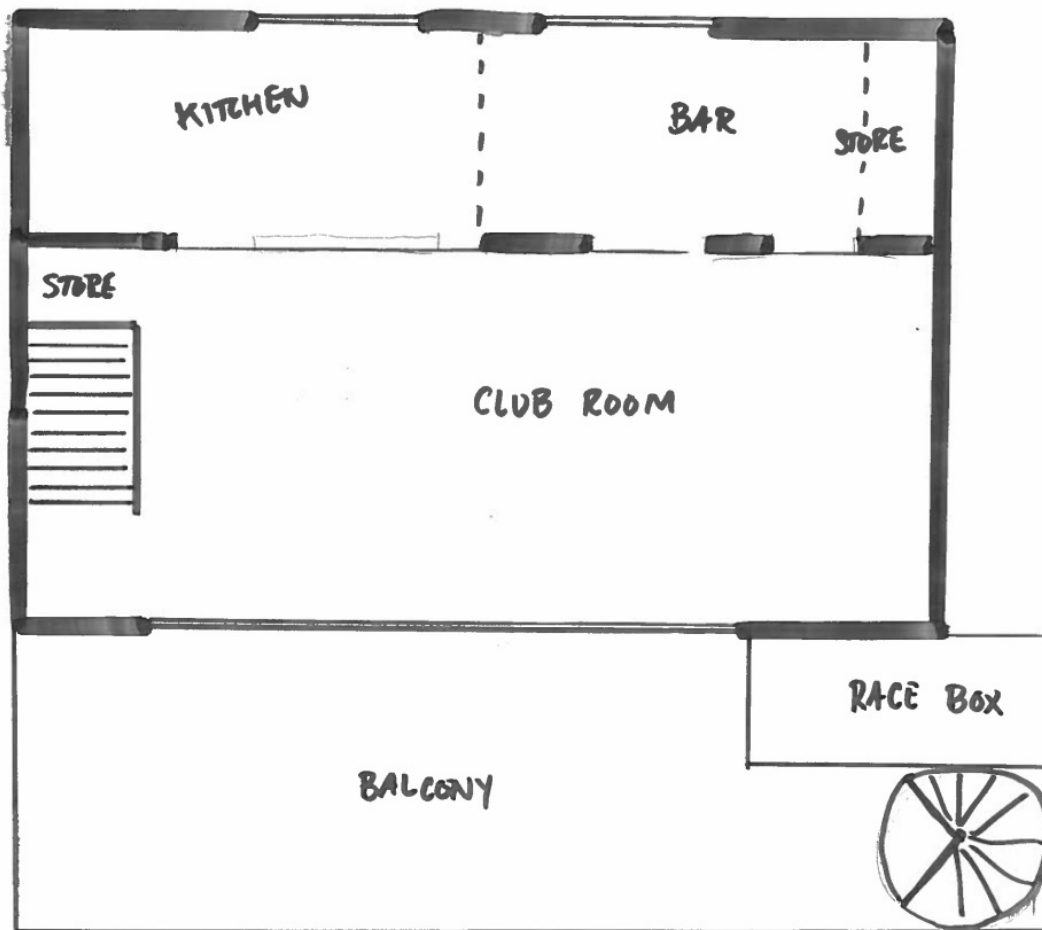 KITCHEN
BAR
STORE
STORE
CLUB ROOM
RACE BOX
BALCONY